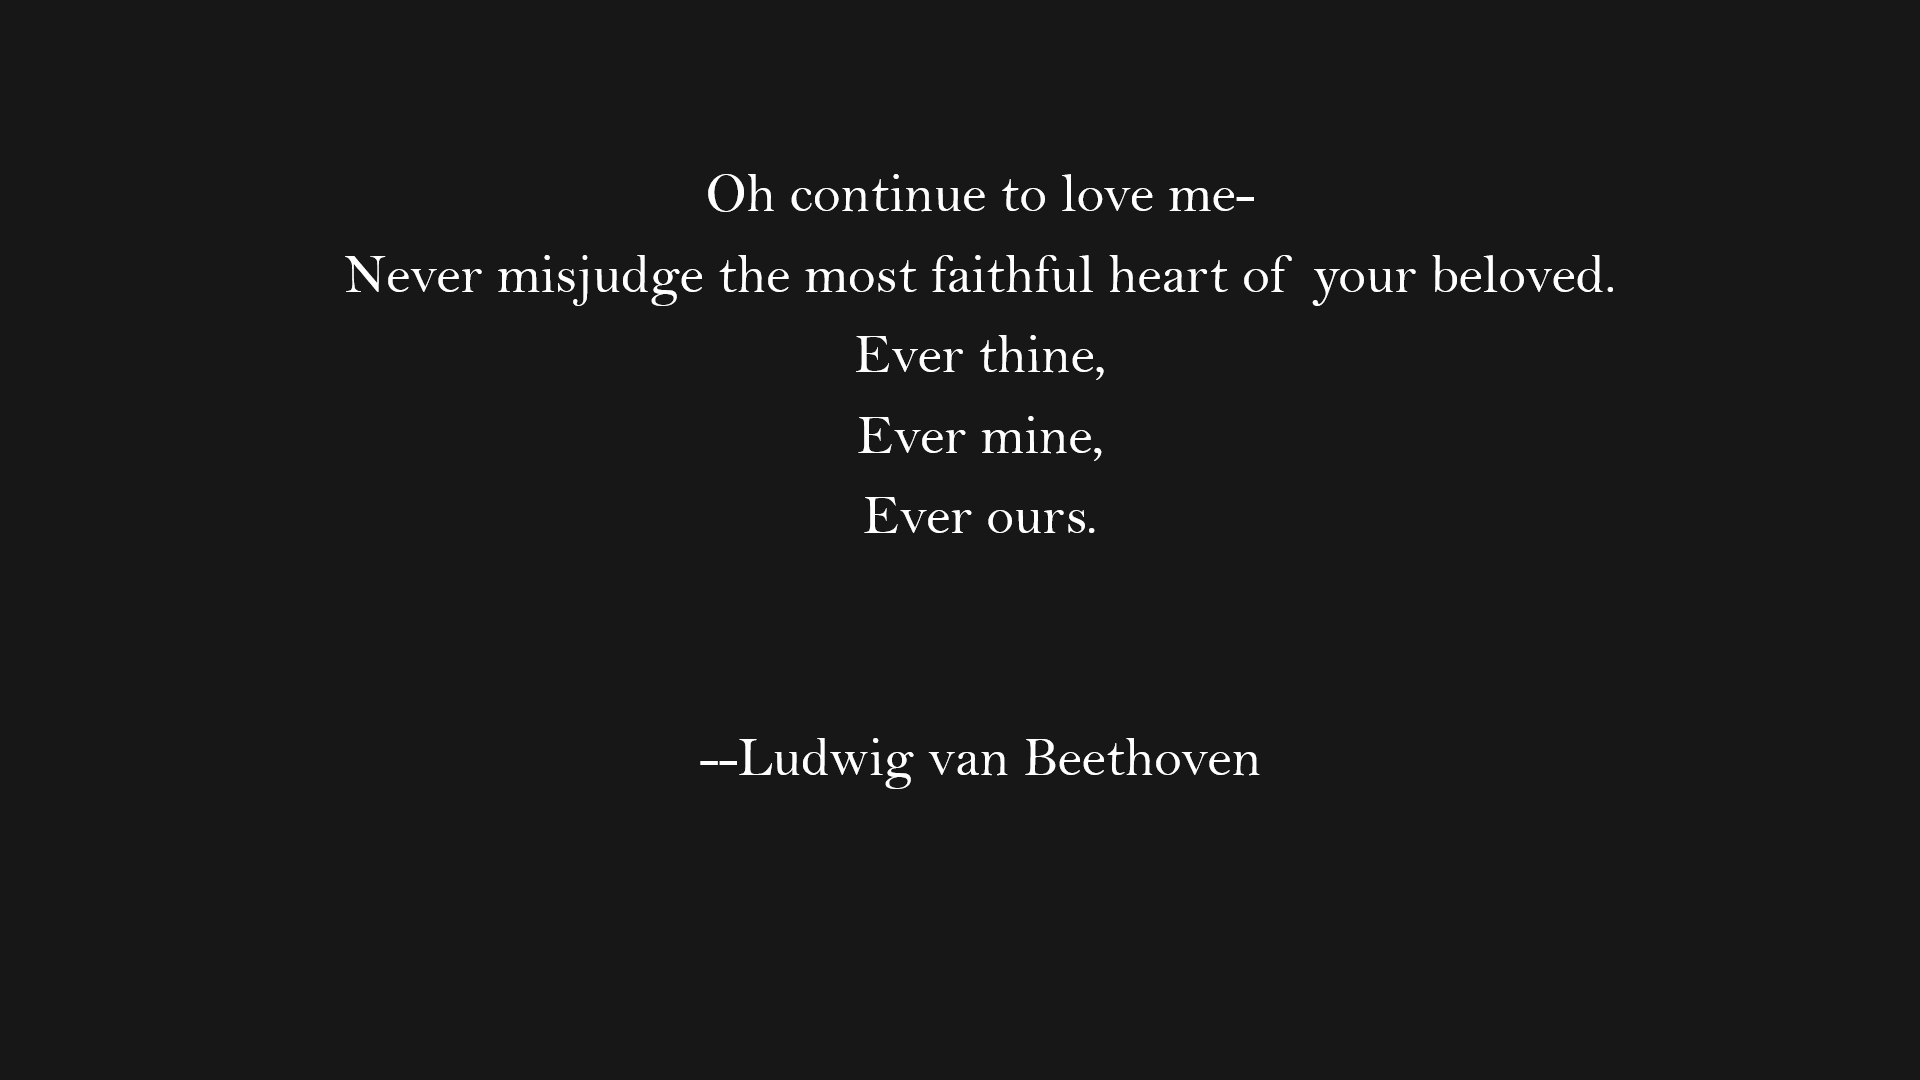 Oh continue to love me-
Never misjudge the most faithful heart of your beloved.
Ever thine,
Ever mine,
Ever ours.
--Ludwig van Beethoven